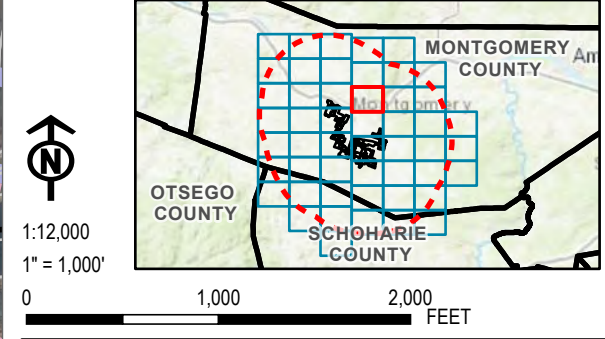 MONTGOMERY
COUNTY
Am
Montgomery
OTSEGO
COUNTY
SCHOHARIE
COUNTY
N
1:12,000
1" = 1,000'
0 1,000 2,000
FEET